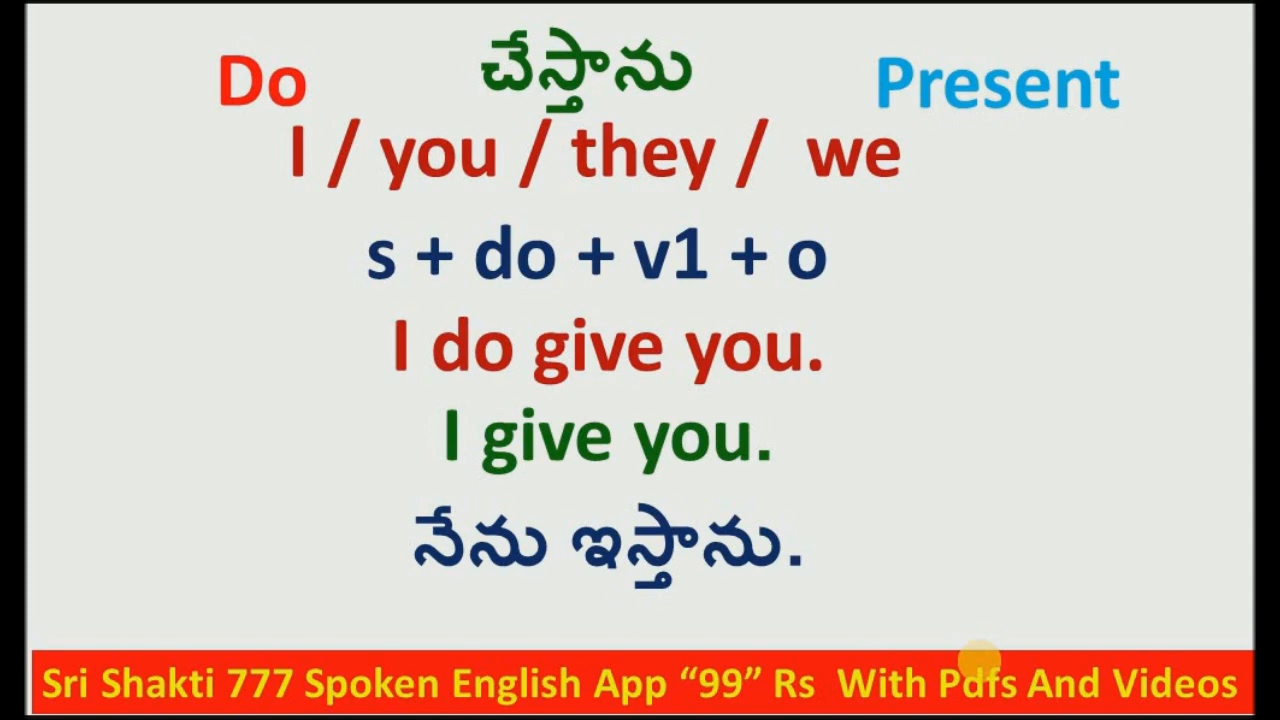 Do చేస్తాను Present
I / you / they / we
s + do + v1 + o
I do give you.
I give you.
నేను ఇస్తాను.
Sri Shakti 777 Spoken English App “99” Rs With Pdfs And Videos